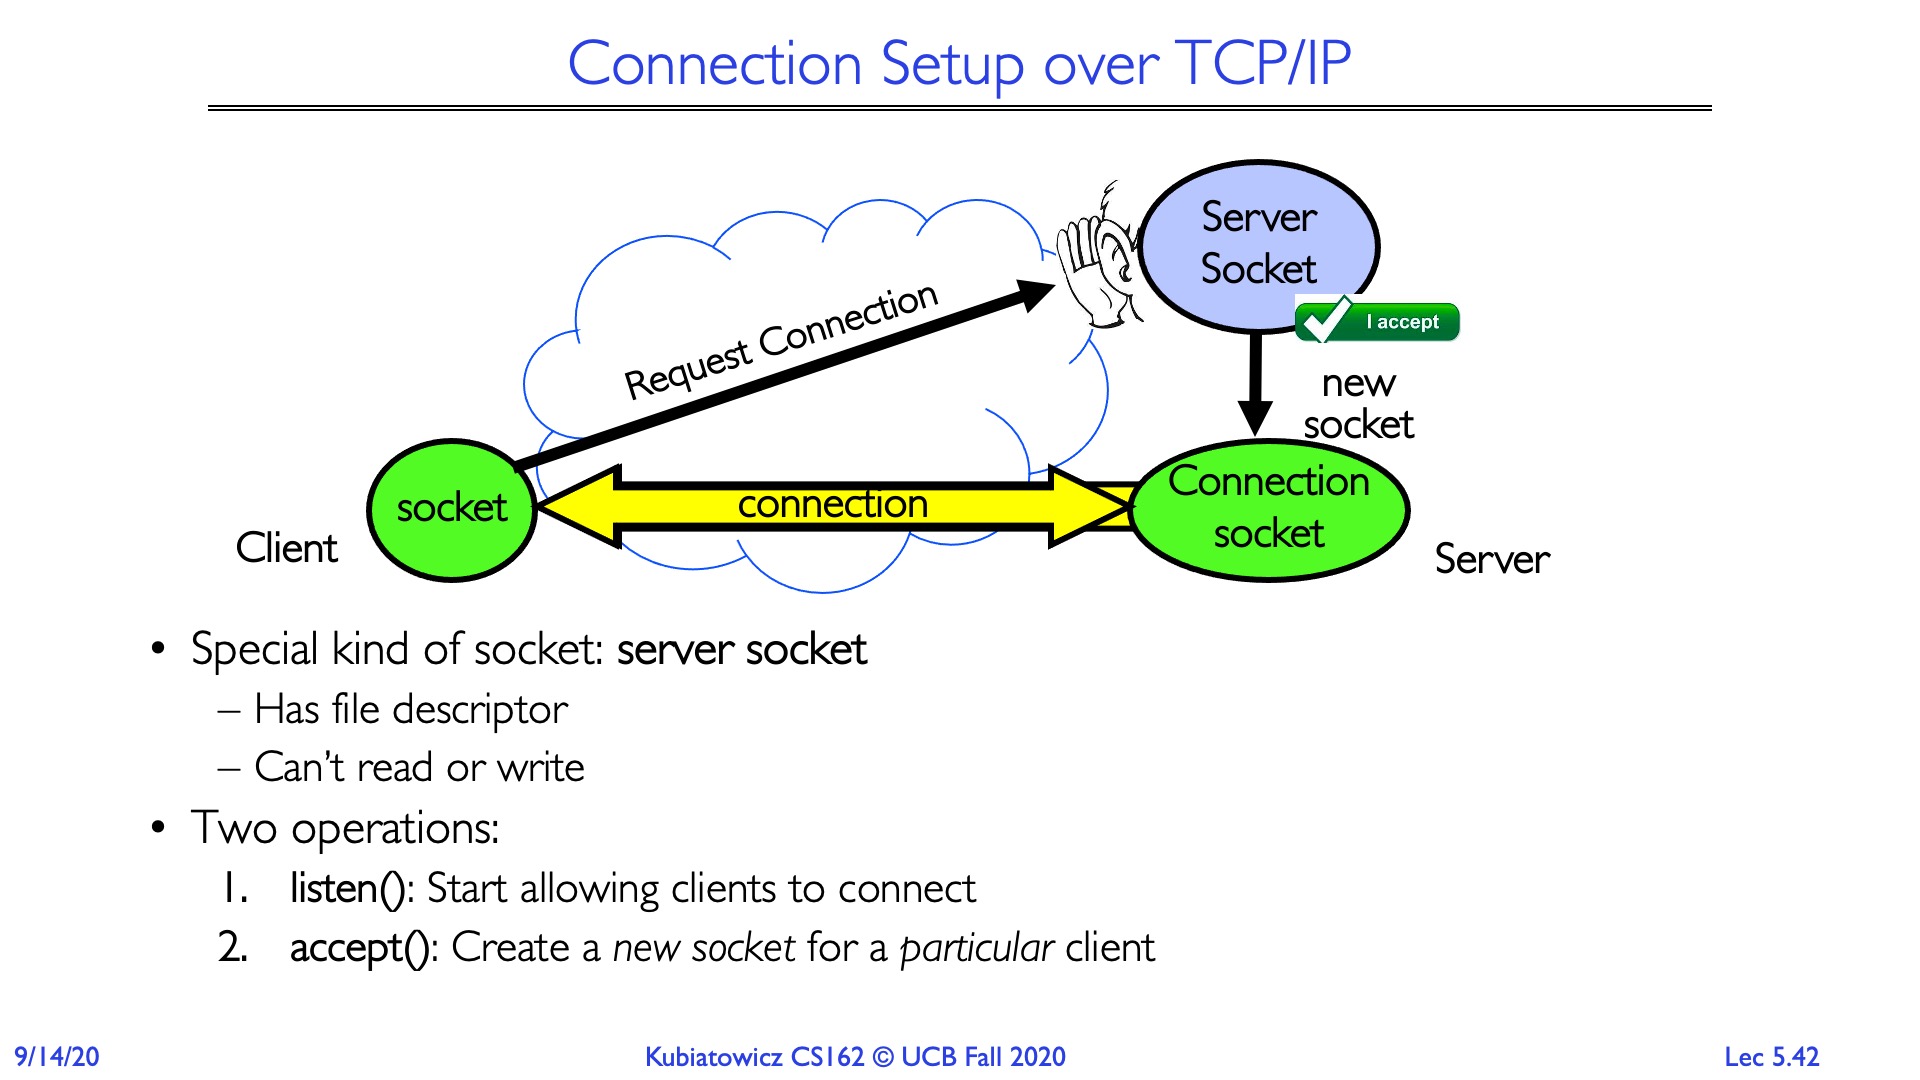 Connection Setup over TCP/IP
Server
Socket
I accept
Request Connection
new
socket
socket
connection
Connection
socket
Client
Server
• Special kind of socket: server socket
– Has file descriptor
– Can’t read or write
• Two operations:
1. listen(): Start allowing clients to connect
2. accept(): Create a new socket for a particular client
9/14/20
Kubiatowicz CS162 © UCB Fall 2020
Lec 5.42